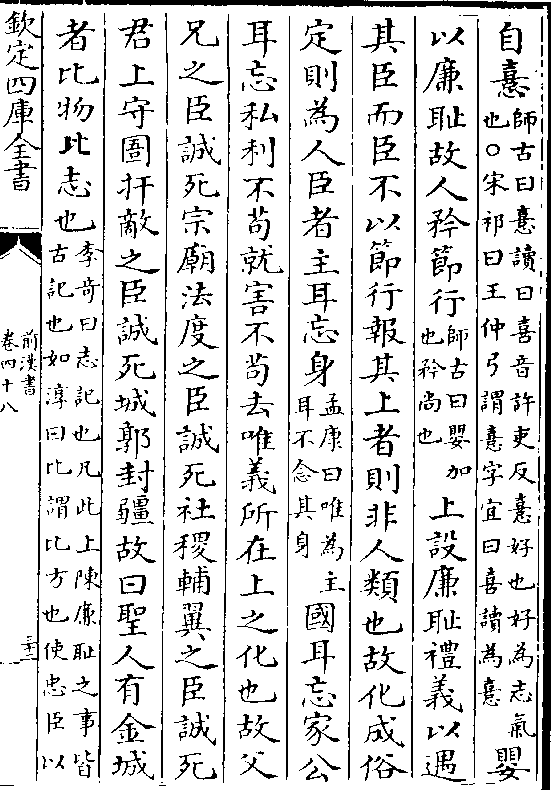 自憙師古曰憙讀曰喜音許吏反憙好也好為志氣也○宋祁曰王仲弓謂憙字宜曰喜讀為憙嬰
以廉恥故人矜節行師古曰嬰加也矜尚也上設廉恥禮義以遇
其臣而臣不以節行報其上者則非人類也故化成俗
定則為人臣者主耳忘身孟康曰唯為主耳不念其身國耳忘家公
耳忘私利不苟就害不苟去唯義所在上之化也故父
兄之臣誠死宗廟法度之臣誠死社稷輔翼之臣誠死
君上守圄扞敵之臣誠死城郭封疆故曰聖人有金城
者比物比志也李奇曰志記也凡此上陳廉恥之事皆古記也如淳曰比謂比方也使忠臣以
欽定四庫全書
前漢書
卷四十八